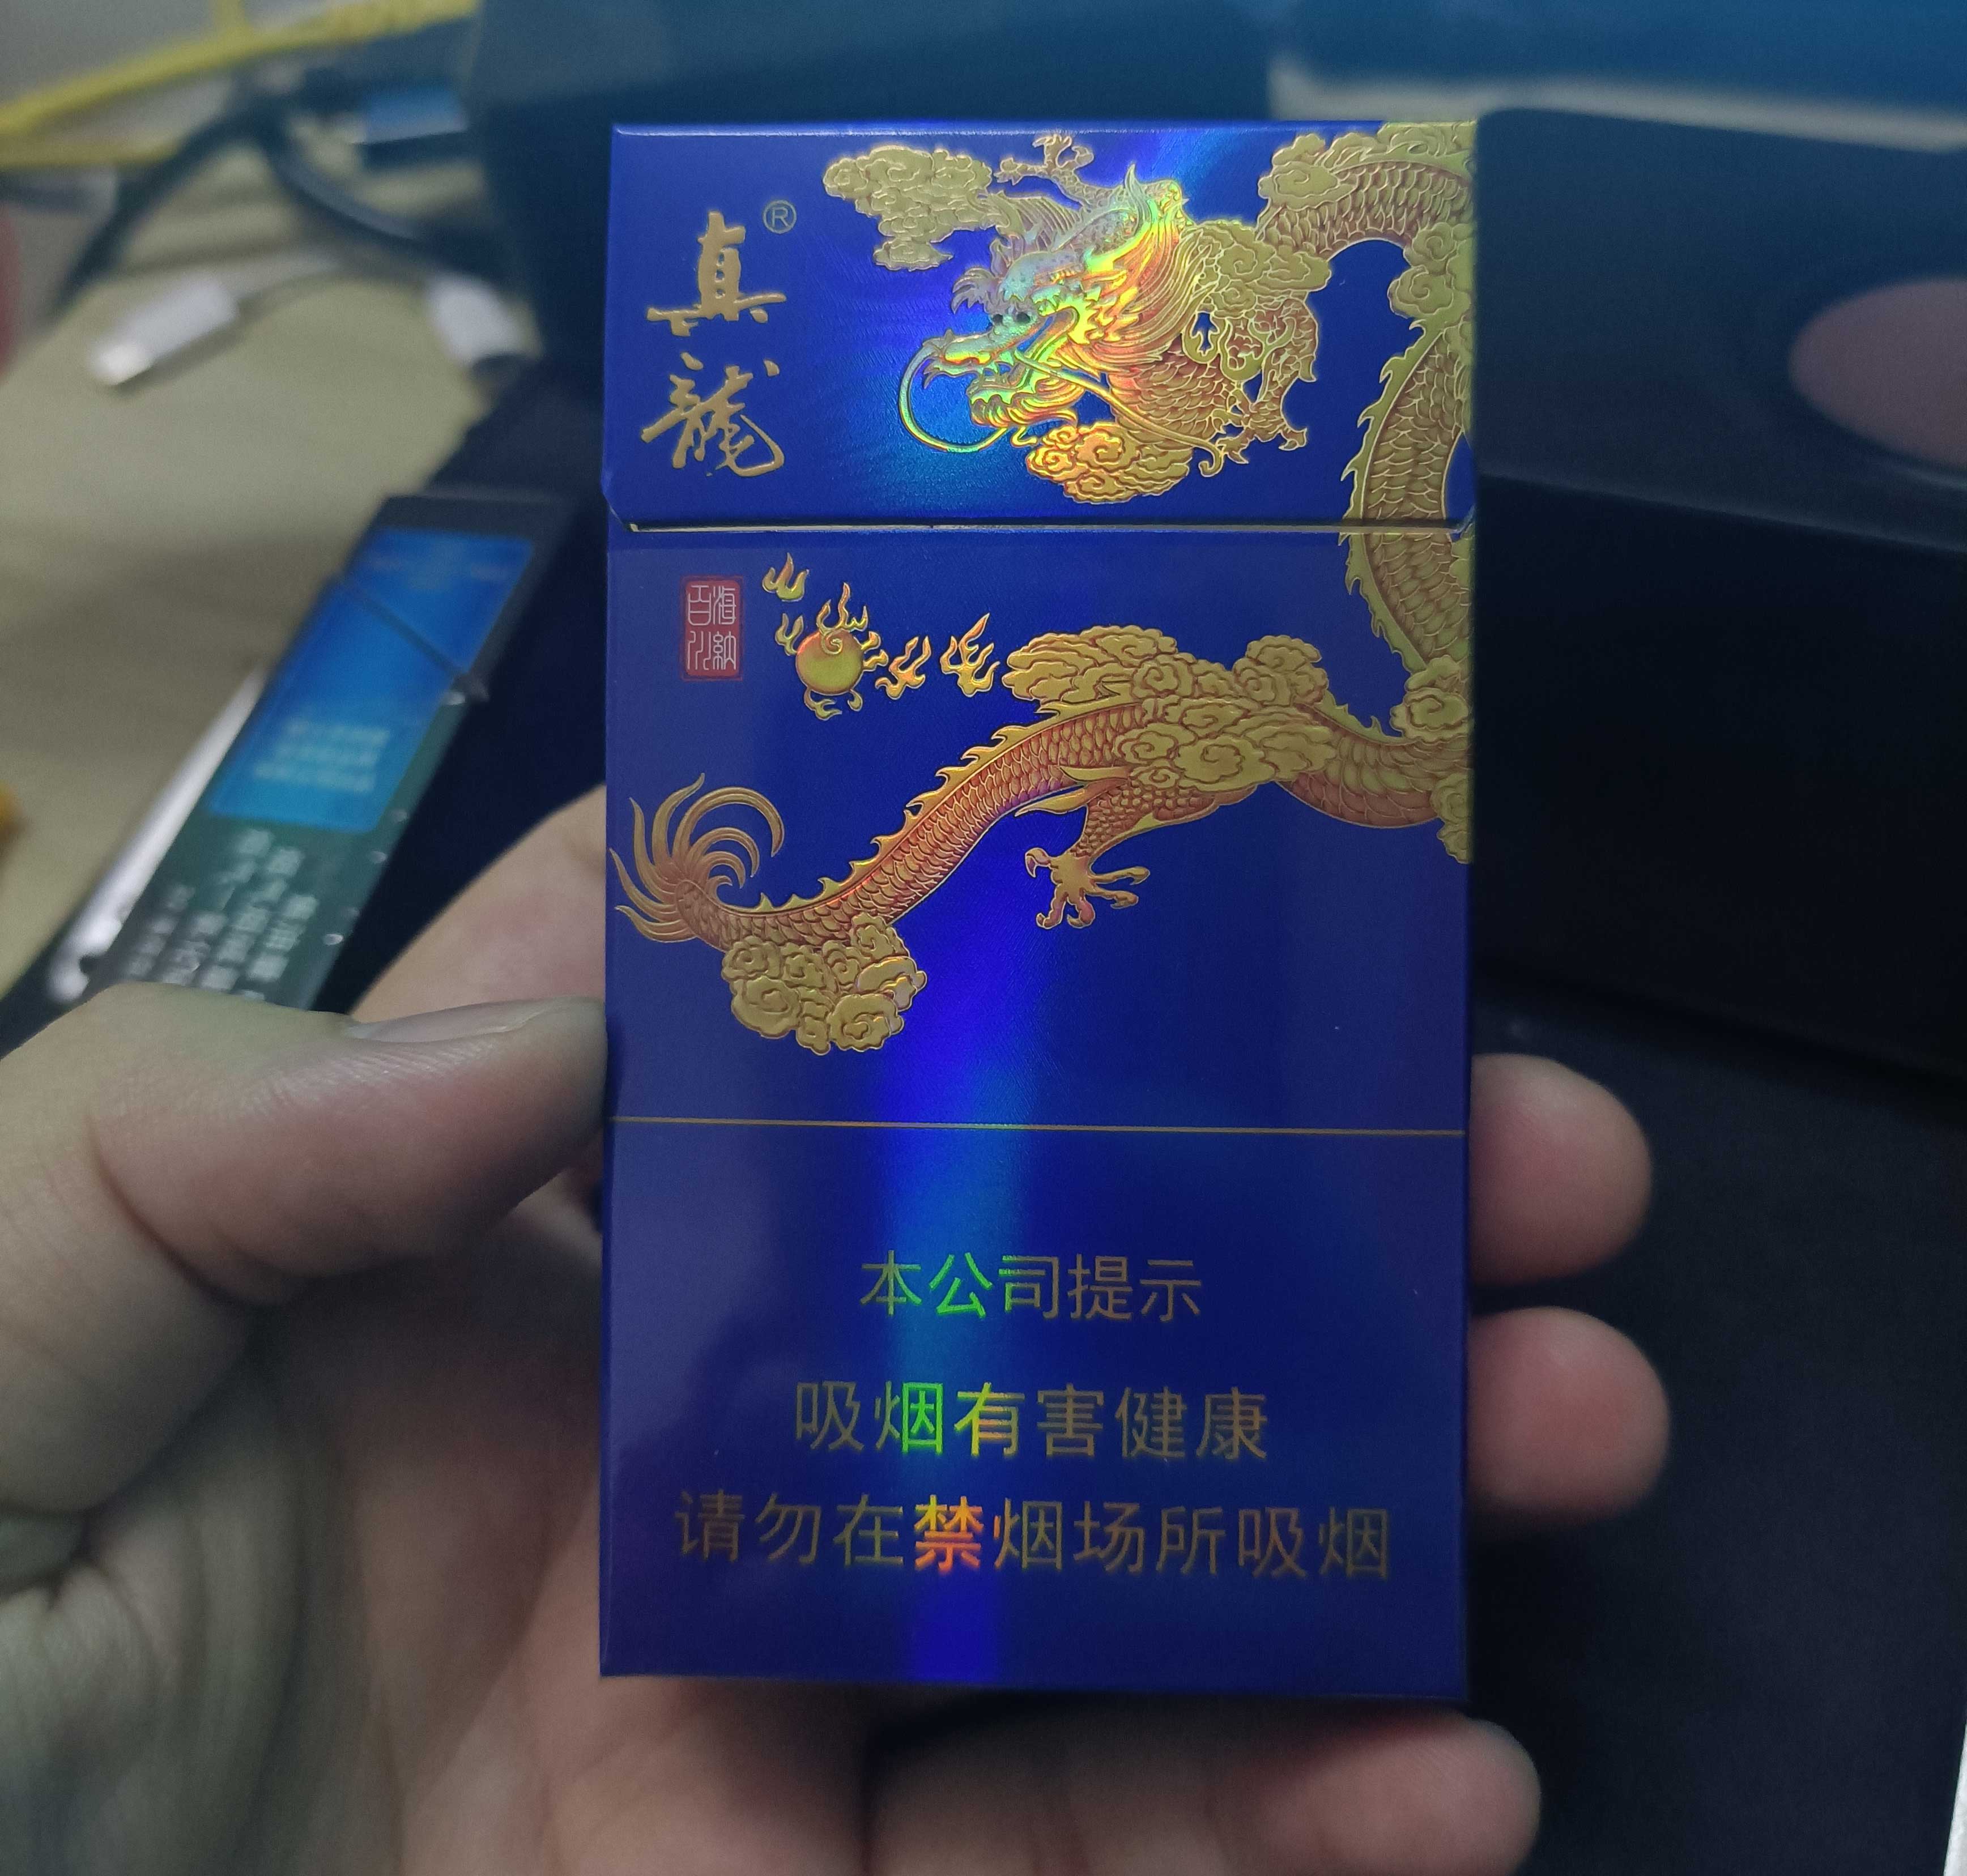 真龍®
海納百川
本公司提示
吸烟有害健康
请勿在禁烟场所吸烟